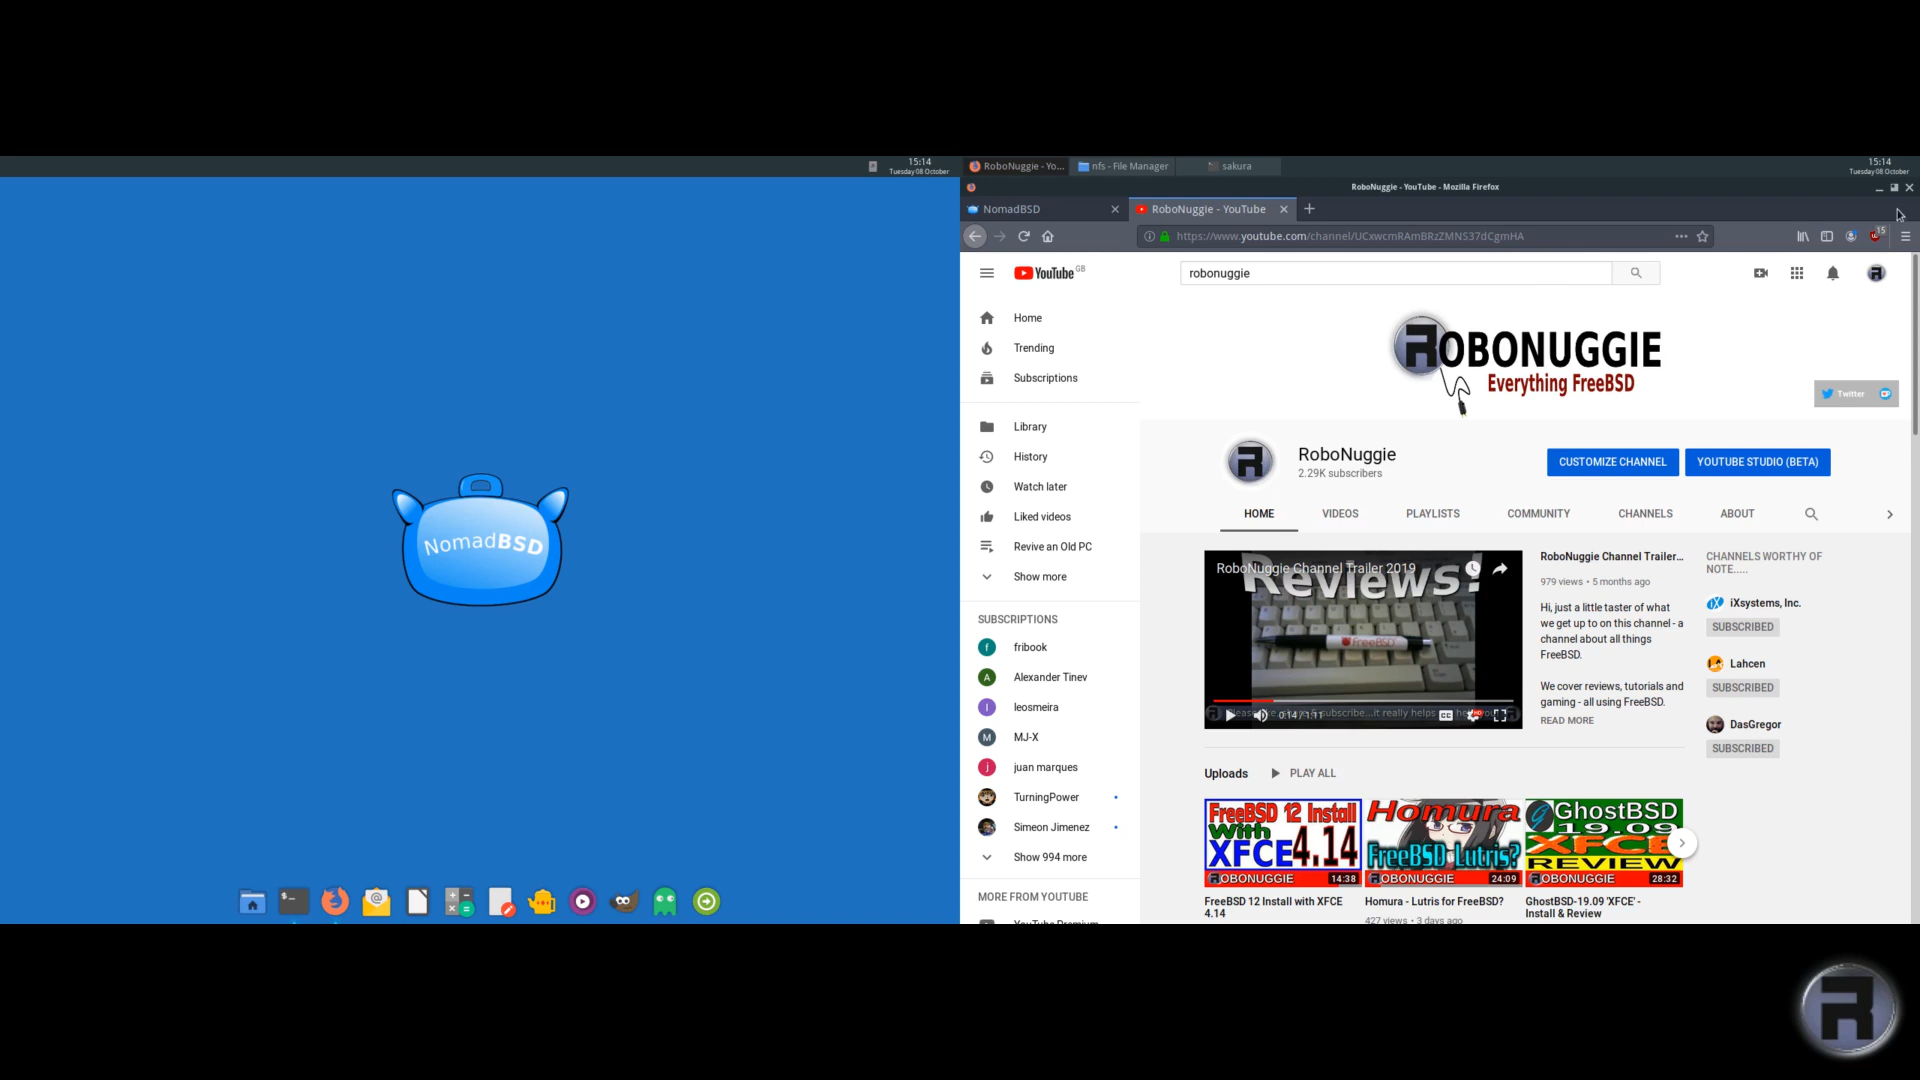 15:14
Tuesday 08 October
NomadBSD
RoboNuggie - Yo...
nfs - File Manager
sakura
15:14
Tuesday 08 October
RoboNuggie - YouTube - Mozilla Firefox
NomadBSD
RoboNuggie - YouTube
https://www.youtube.com/channel/UCxwcmRAmBRzZMNS37dCgmHA
15
YouTube GB
robonuggie
Home
Trending
Subscriptions
Library
History
Watch later
Liked videos
Revive an Old PC
Show more
SUBSCRIPTIONS
f fribook
A Alexander Tinev
l leosmeira
M MJ-X
j juan marques
TurningPower
Simeon Jimenez
Show 994 more
MORE FROM YOUTUBE
YouTube Premium
ROBONUGGIE
Everything FreeBSD
Twitter
RoboNuggie
2.29K subscribers
CUSTOMIZE CHANNEL
YOUTUBE STUDIO (BETA)
HOME
VIDEOS
PLAYLISTS
COMMUNITY
CHANNELS
ABOUT
RoboNuggie Channel Trailer 2019
Reviews!
FreeBSD
0:14 / 1:11
CC
HD
RoboNuggie Channel Trailer...
979 views • 5 months ago
Hi, just a little taster of what
we get up to on this channel - a
channel about all things
FreeBSD.
We cover reviews, tutorials and
gaming - all using FreeBSD.
READ MORE
CHANNELS WORTHY OF
NOTE.....
iXsystems, Inc.
SUBSCRIBED
Lahcen
SUBSCRIBED
DasGregor
SUBSCRIBED
Uploads
PLAY ALL
FreeBSD 12 Install
With
XFCE 4.14
ROBONUGGIE
14:38
FreeBSD 12 Install with XFCE
4.14
Homura
FreeBSD Lutris?
ROBONUGGIE
24:09
Homura - Lutris for FreeBSD?
427 views • 3 days ago
GhostBSD
19.09
XFCE
REVIEW
ROBONUGGIE
28:32
GhostBSD-19.09 'XFCE' -
Install & Review
R